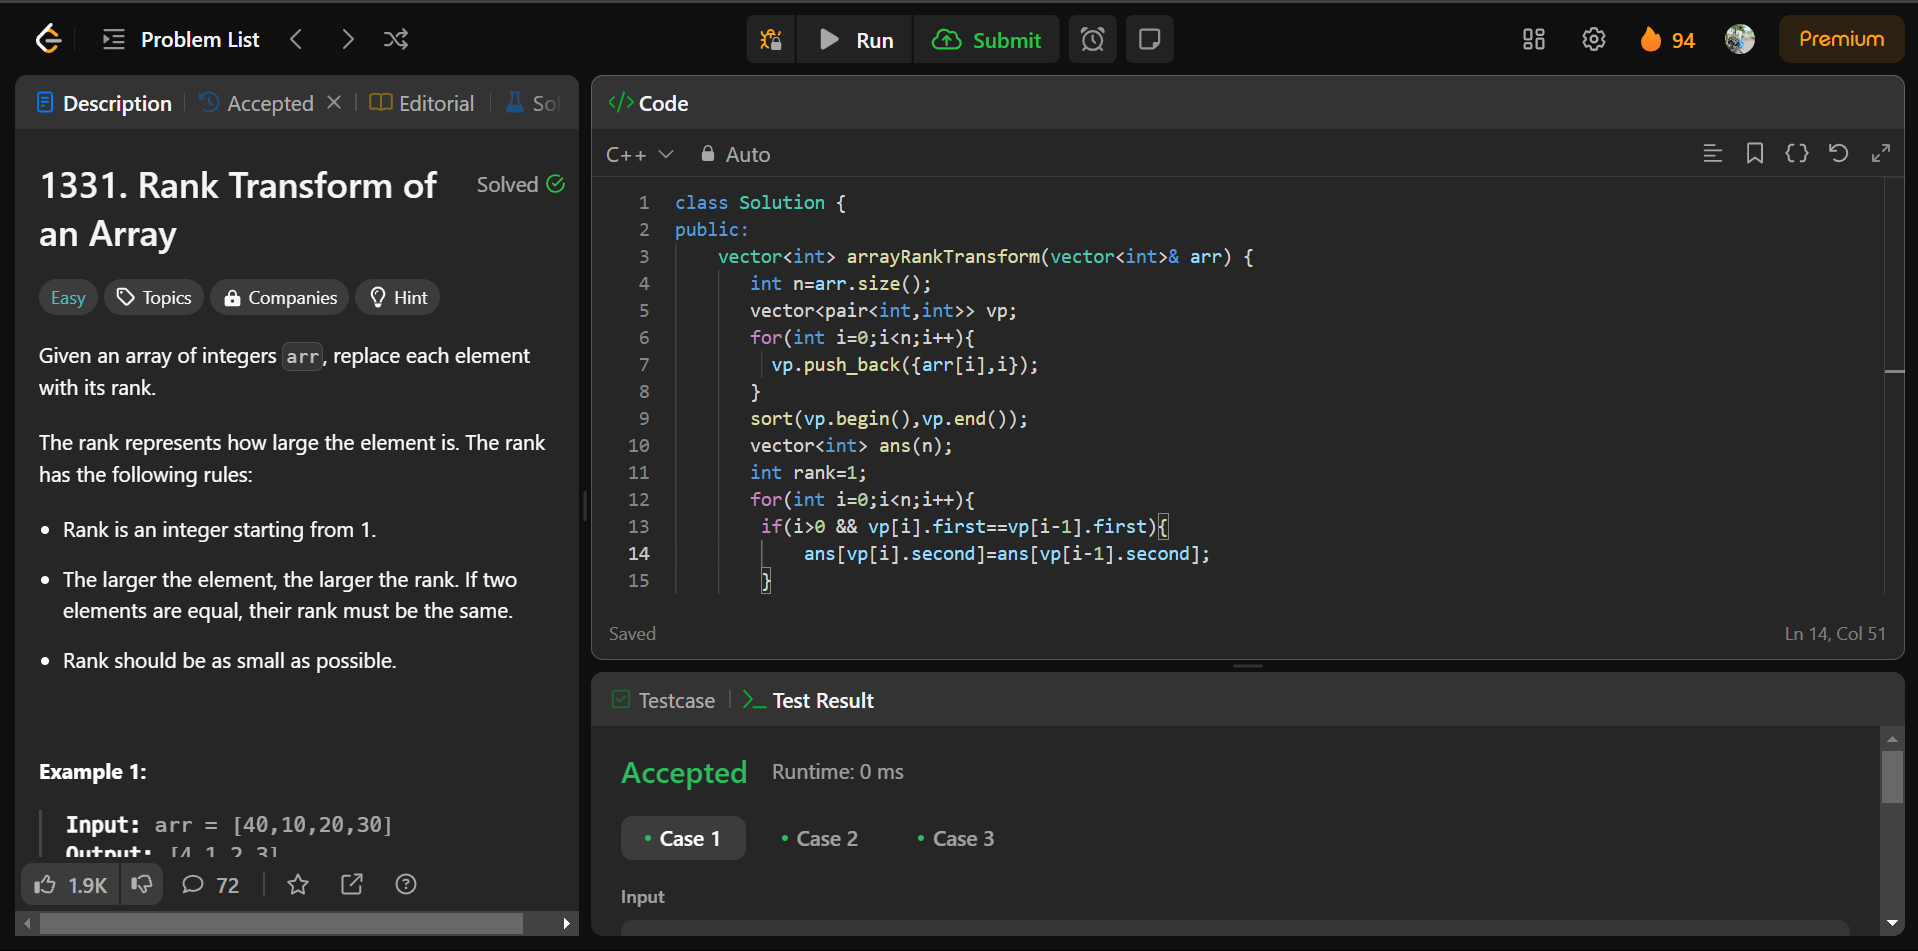 Problem List
Run
Submit
94
Premium
Description
Accepted
Editorial
Sol
1331. Rank Transform of
an Array
Solved
Easy
Topics
Companies
Hint
Given an array of integers arr, replace each element
with its rank.
The rank represents how large the element is. The rank
has the following rules:
• Rank is an integer starting from 1.
• The larger the element, the larger the rank. If two
elements are equal, their rank must be the same.
• Rank should be as small as possible.
Example 1:
Input: arr = [40,10,20,30]
Output: [4,1,2,3]
1.9K
72
</> Code
C++
Auto
1 class Solution {
2 public:
3 vector<int> arrayRankTransform(vector<int>& arr) {
4 int n=arr.size();
5 vector<pair<int,int>> vp;
6 for(int i=0;i<n;i++){
7 vp.push_back({arr[i],i});
8 }
9 sort(vp.begin(),vp.end());
10 vector<int> ans(n);
11 int rank=1;
12 for(int i=0;i<n;i++){
13 if(i>0 && vp[i].first==vp[i-1].first){
14 ans[vp[i].second]=ans[vp[i-1].second];
15 }
Saved
Ln 14, Col 51
Testcase
Test Result
Accepted
Runtime: 0 ms
• Case 1
• Case 2
• Case 3
Input